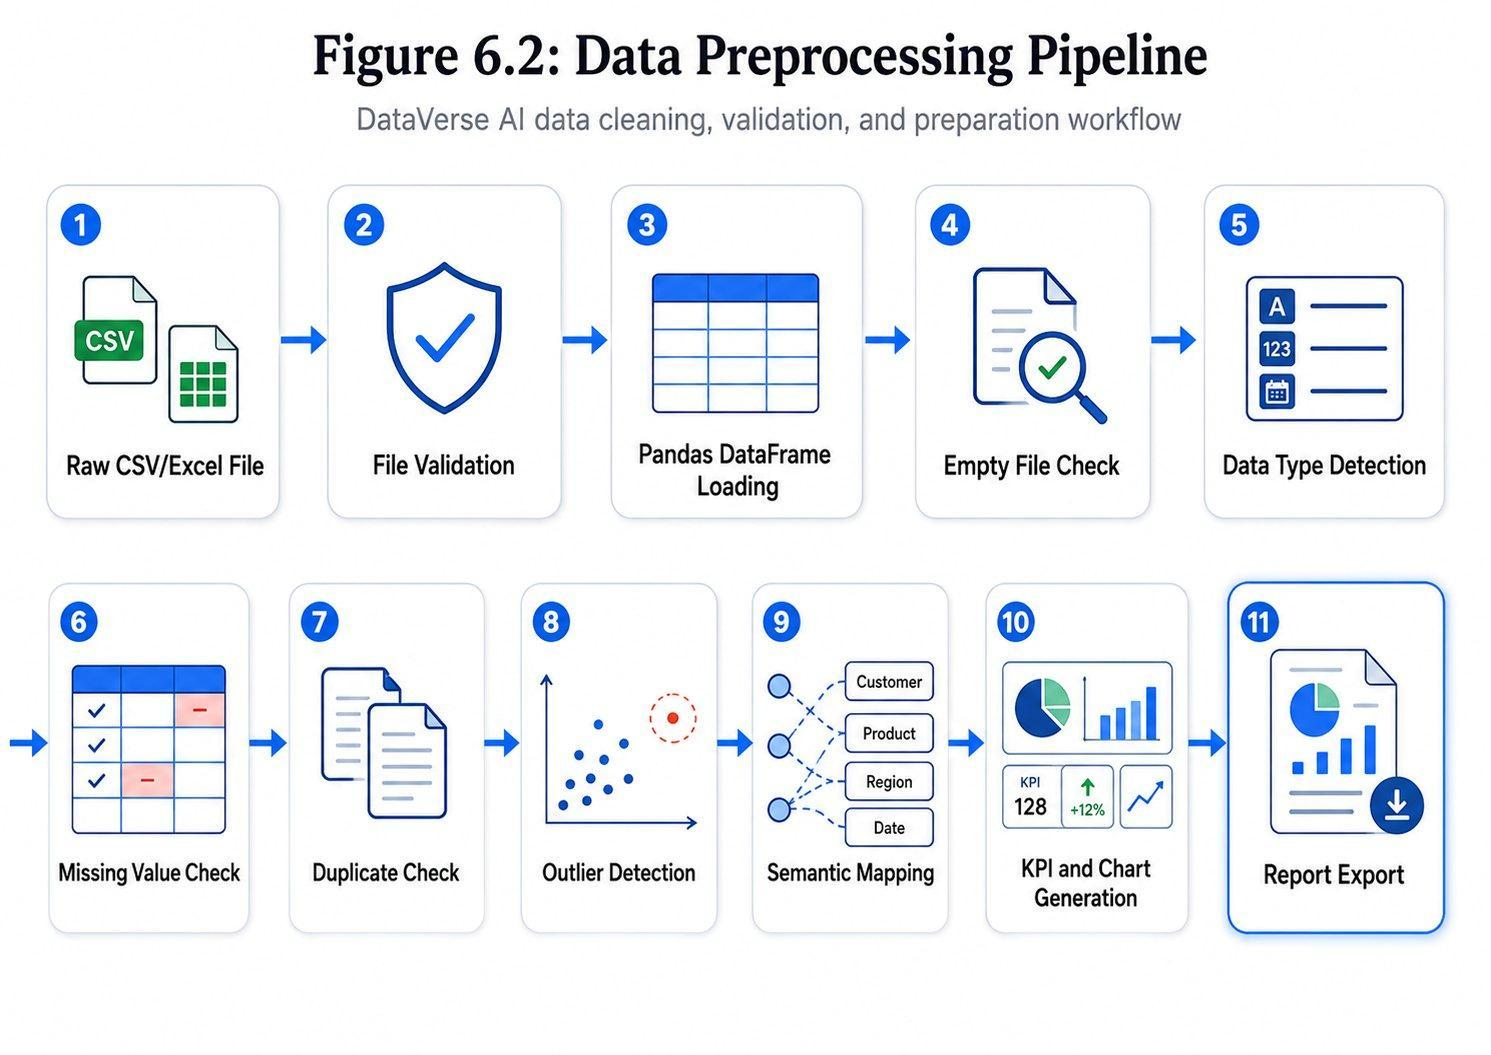 Figure 6.2: Data Preprocessing Pipeline
DataVerse AI data cleaning, validation, and preparation workflow
1
CSV
Raw CSV/Excel File
2
File Validation
3
Pandas DataFrame
Loading
4
Empty File Check
5
A
123
Data Type Detection
6
Missing Value Check
7
Duplicate Check
8
Outlier Detection
9
Customer
Product
Region
Date
Semantic Mapping
10
KPI
128
+12%
KPI and Chart
Generation
11
Report Export